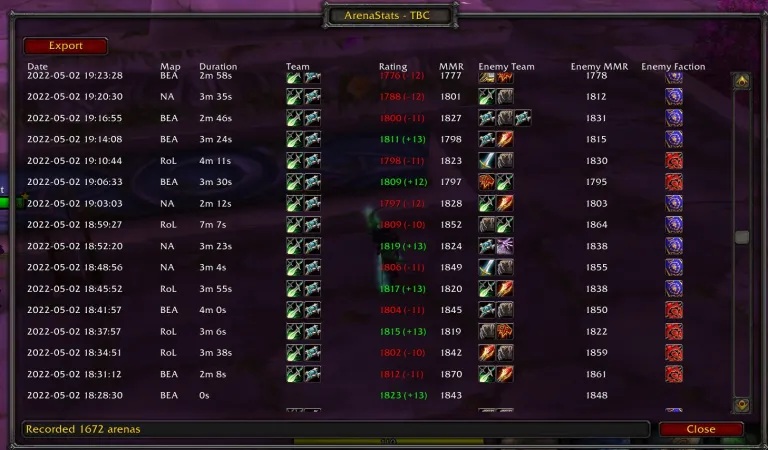 ArenaStats - TBC
Export
Date Map Duration Team Rating MMR Enemy Team Enemy MMR Enemy Faction
2022-05-02 19:23:28 BEA 2m 58s 1776 (-12) 1777 1778
2022-05-02 19:20:30 NA 3m 35s 1788 (-12) 1801 1812
2022-05-02 19:16:55 BEA 2m 46s 1800 (-11) 1827 1831
2022-05-02 19:14:08 BEA 3m 24s 1811 (+13) 1798 1815
2022-05-02 19:10:44 RoL 4m 11s 1798 (-11) 1823 1830
2022-05-02 19:06:33 BEA 3m 30s 1809 (+12) 1797 1795
2022-05-02 19:03:03 NA 2m 12s 1797 (-12) 1828 1803
2022-05-02 18:59:27 RoL 7m 7s 1809 (-10) 1852 1864
2022-05-02 18:52:20 NA 3m 23s 1819 (+13) 1824 1838
2022-05-02 18:48:56 NA 3m 4s 1806 (-11) 1849 1855
2022-05-02 18:45:52 RoL 3m 55s 1817 (+13) 1820 1838
2022-05-02 18:41:57 BEA 4m 0s 1804 (-11) 1845 1850
2022-05-02 18:37:57 RoL 3m 6s 1815 (+13) 1819 1822
2022-05-02 18:34:51 RoL 3m 38s 1802 (-10) 1842 1859
2022-05-02 18:31:12 BEA 2m 8s 1812 (-11) 1870 1861
2022-05-02 18:28:30 BEA 0s 1823 (+13) 1843 1848
Recorded 1672 arenas
Close